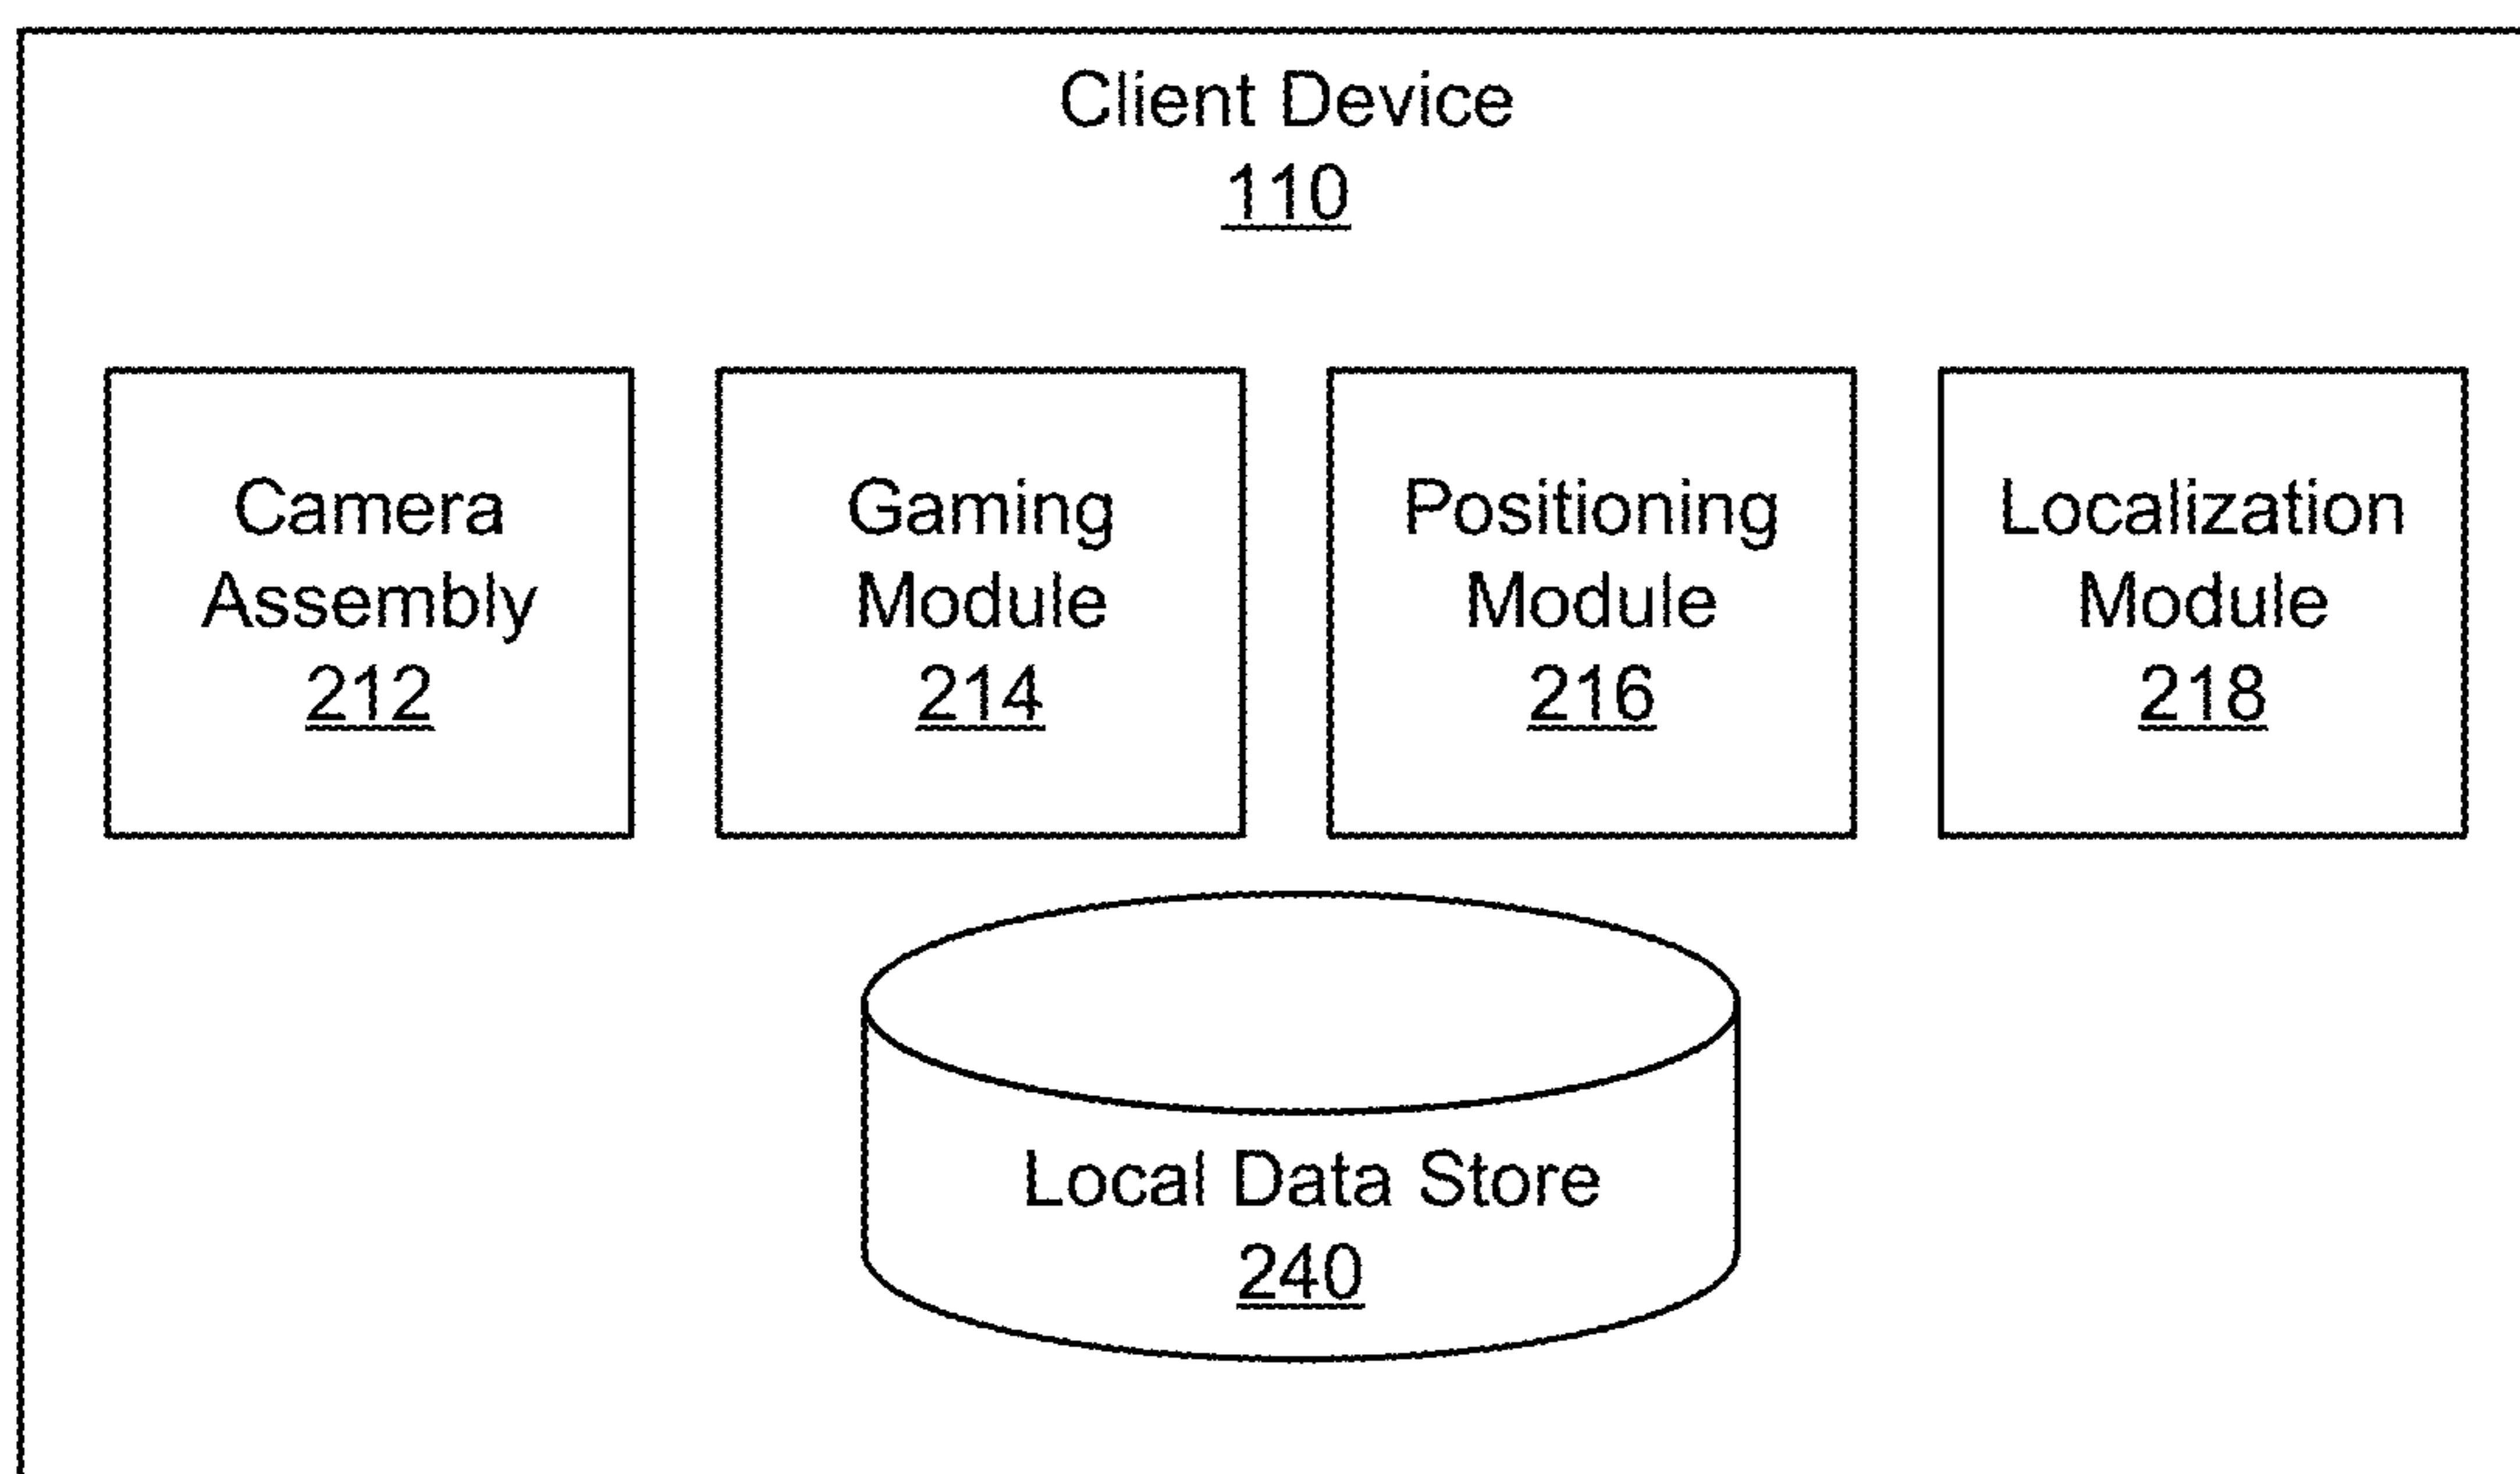 Client Device
110
Camera
Assembly
212
Gaming
Module
214
Positioning
Module
216
Localization
Module
218
Local Data Store
240